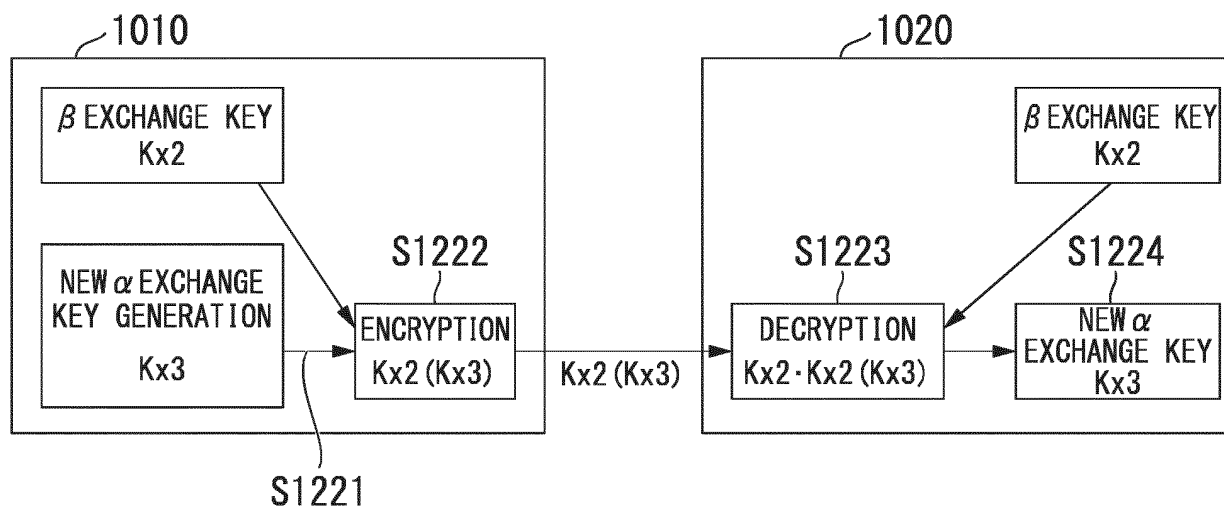 1010
1020
β EXCHANGE KEY
Kx2
β EXCHANGE KEY
Kx2
NEW α EXCHANGE
KEY GENERATION
Kx3
S1222
ENCRYPTION
Kx2 (Kx3)
Kx2 (Kx3)
S1223
DECRYPTION
Kx2·Kx2 (Kx3)
S1224
NEW α
EXCHANGE KEY
Kx3
S1221